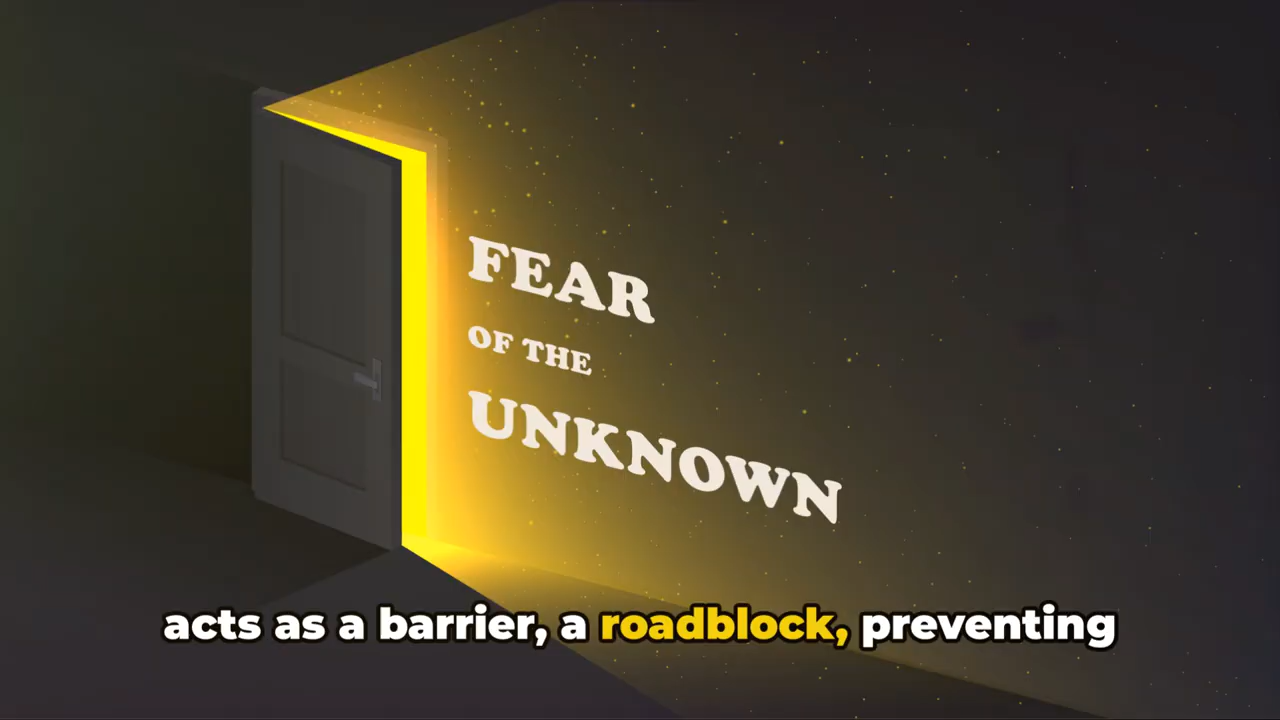 FEAR
OF THE
UNKNOWN
acts as a barrier, a roadblock, preventing